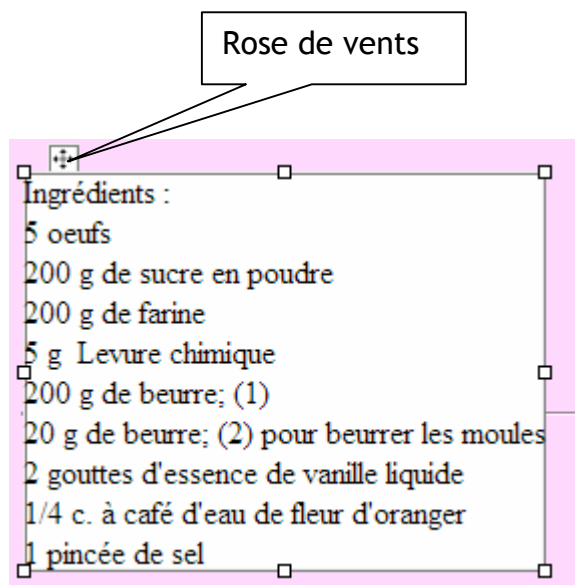 Rose de vents
Ingrédients :
5 oeufs
200 g de sucre en poudre
200 g de farine
5 g  Levure chimique
200 g de beurre; (1)
20 g de beurre; (2) pour beurrer les moules
2 gouttes d'essence de vanille liquide
1/4 c. à café d'eau de fleur d'oranger
1 pincée de sel